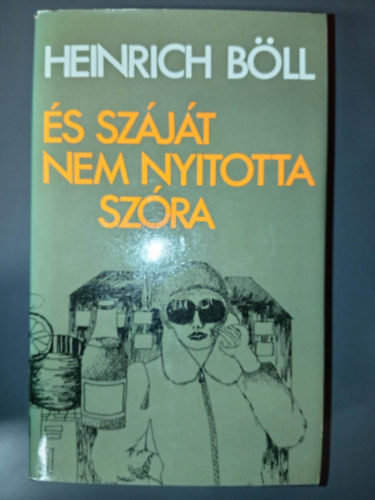 HEINRICH BÖLL
ÉS SZÁJÁT
NEM NYITOTTA
SZÓRA